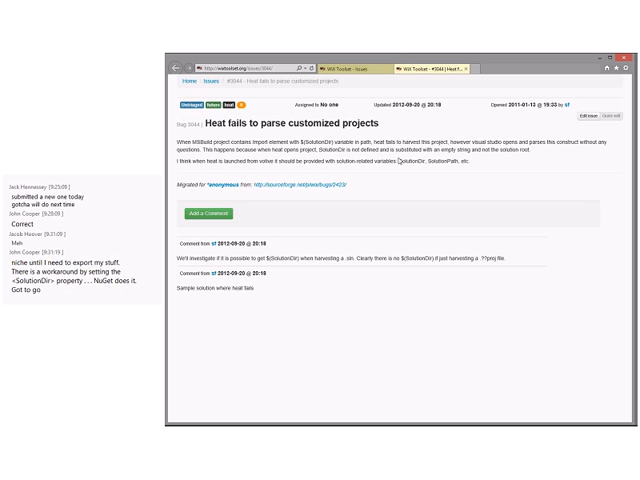 http://wixtoolset.org/issues/3044/
WiX Toolset - Issues
WiX Toolset - #3044 - Heat f...
Home
Issues
#3044 - Heat fails to parse customized projects
Untriaged
future
heat
Assigned to No one
Updated 2012-09-20 @ 20:18
Opened 2011-01-13 @ 19:33 by sf
Edit issue
Quick edit
Bug 3044 | Heat fails to parse customized projects
When MSBuild project contains Import element with $(SolutionDir) variable in path, heat fails to harvest this project, however visual studio opens and parses this construct without any
questions. This happens because when heat opens project, SolutionDir is not defined and is substituted with an empty string and not the solution root.
I think when heat is launched from votive it should be provided with solution related variables SolutionDir, SolutionPath, etc.
Migrated for *anonymous from: http://sourceforge.net/p/wix/bugs/2423/
Add a Comment
Comment from sf 2012-09-20 @ 20:18
We'll investigate if it is possible to get $(SolutionDir) when harvesting a .sln. Clearly there is no $(SolutionDir) if just harvesting a .??proj file.
Comment from sf 2012-09-20 @ 20:18
Sample solution where heat fails
Jack Hennessey [9:25:09 ]
submitted a new one today
gotcha will do next time
John Cooper [9:28:09 ]
Correct
Jacob Hoover [9:31:09 ]
Meh
John Cooper [9:31:19 ]
niche until I need to export my stuff.
There is a workaround by setting the
<SolutionDir> property . . . NuGet does it.
Got to go